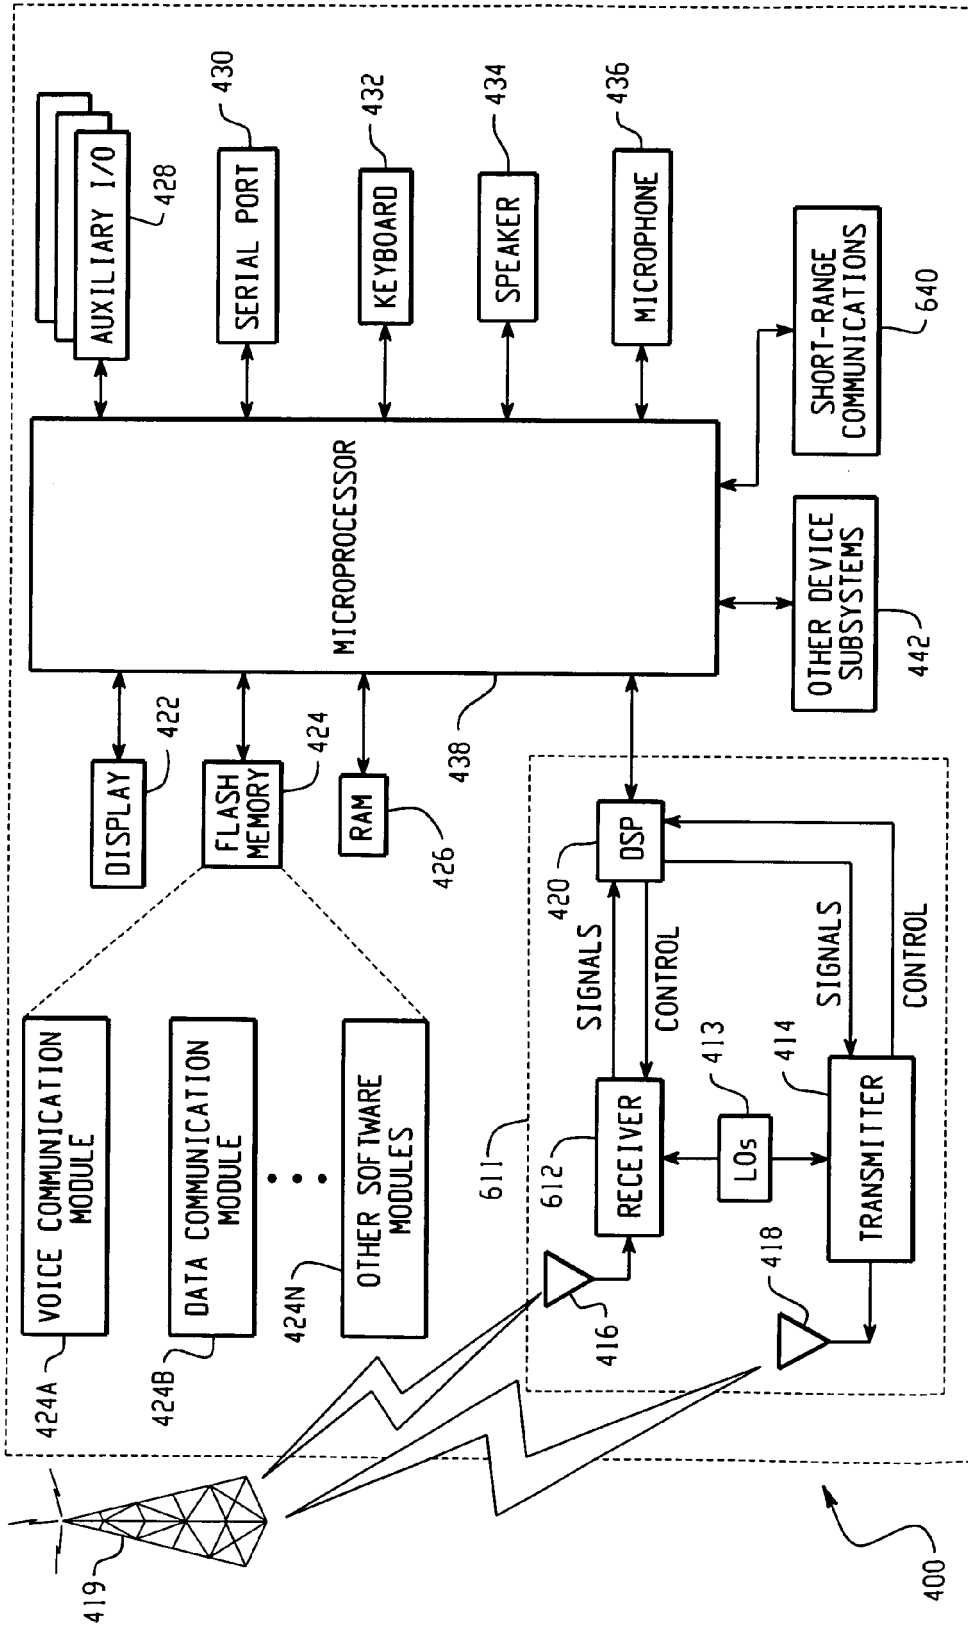 424A
VOICE COMMUNICATION
MODULE
424B
DATA COMMUNICATION
MODULE
424N
OTHER SOFTWARE
MODULES
DISPLAY
422
FLASH
MEMORY
424
RAM
426
438
MICROPROCESSOR
AUXILIARY I/O
428
SERIAL PORT
430
KEYBOARD
432
SPEAKER
434
MICROPHONE
436
SHORT-RANGE
COMMUNICATIONS
640
OTHER DEVICE
SUBSYSTEMS
442
419
611
416
612
RECEIVER
SIGNALS
CONTROL
420
DSP
413
LOs
418
414
TRANSMITTER
SIGNALS
CONTROL
400